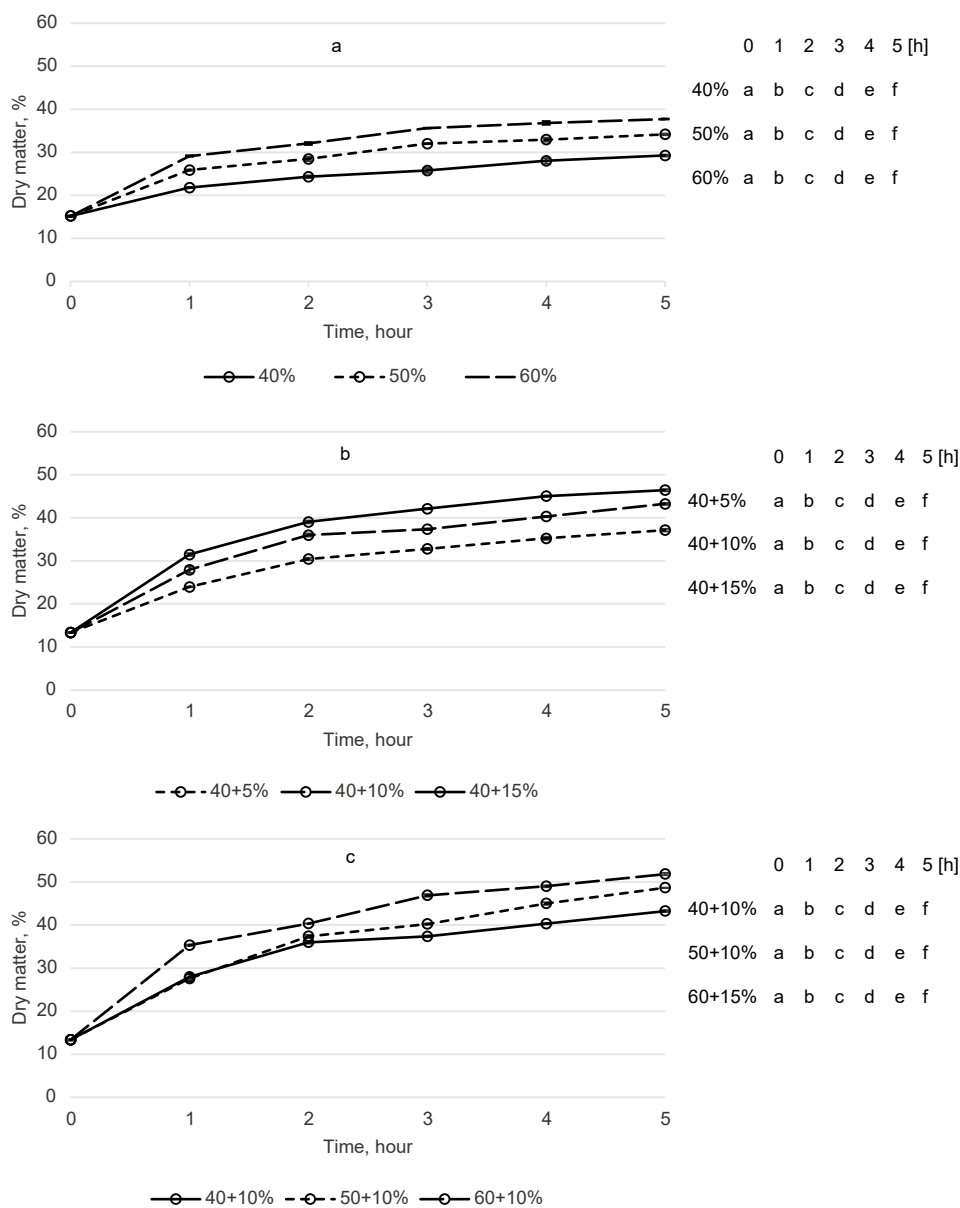 60
a
0 1 2 3 4 5 [h]
50
40% a b c d e f
40
50% a b c d e f
30
60% a b c d e f
20
10
0
Dry matter, %
0 1 2 3 4 5
Time, hour
40% 50% 60%
60
b
0 1 2 3 4 5 [h]
50
40+5% a b c d e f
40
40+10% a b c d e f
30
40+15% a b c d e f
20
10
0
Dry matter, %
0 1 2 3 4 5
Time, hour
40+5% 40+10% 40+15%
60
c
0 1 2 3 4 5 [h]
50
40+10% a b c d e f
40
50+10% a b c d e f
30
60+15% a b c d e f
20
10
0
Dry matter, %
0 1 2 3 4 5
Time, hour
40+10% 50+10% 60+10%